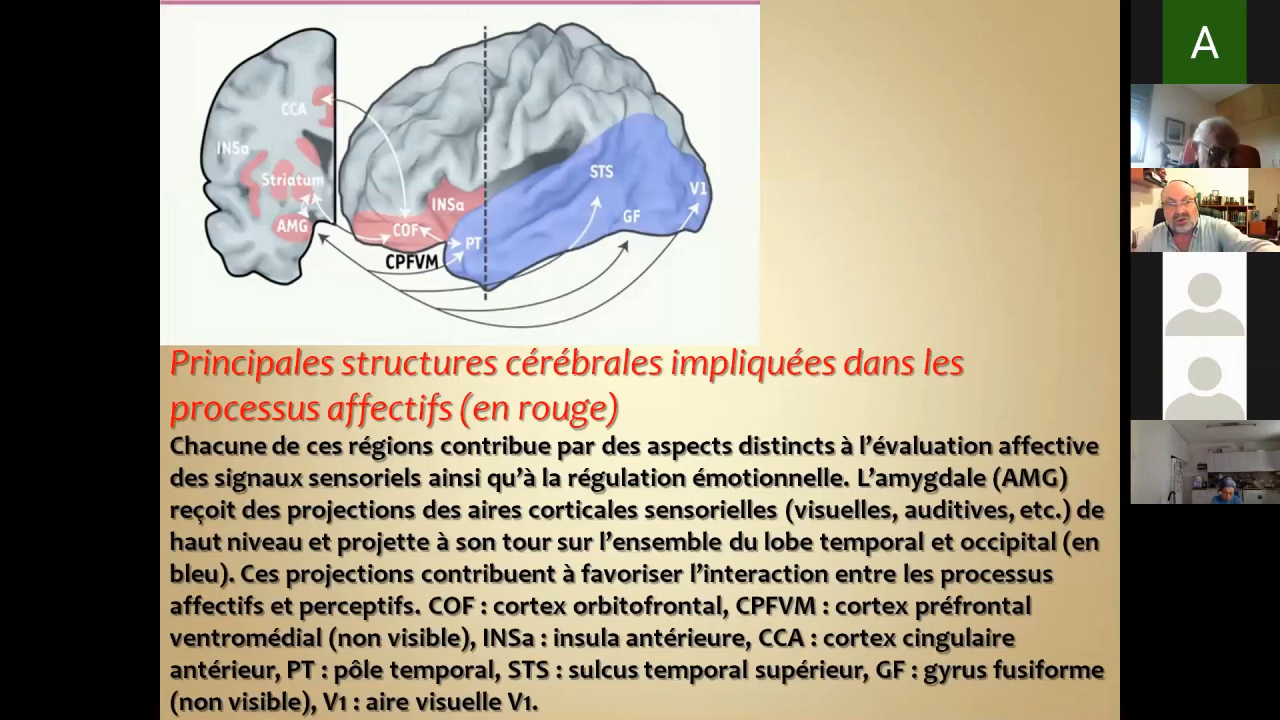 CCA
INSa
Striatum
AMG
INSa
COF
PT
CPFVM
STS
GF
V1
A
Principales structures cérébrales impliquées dans les
processus affectifs (en rouge)
Chacune de ces régions contribue par des aspects distincts à l'évaluation affective
des signaux sensoriels ainsi qu'à la régulation émotionnelle. L'amygdale (AMG)
reçoit des projections des aires corticales sensorielles (visuelles, auditives, etc.) de
haut niveau et projette à son tour sur l'ensemble du lobe temporal et occipital (en
bleu). Ces projections contribuent à favoriser l'interaction entre les processus
affectifs et perceptifs. COF : cortex orbitofrontal, CPFVM : cortex préfrontal
ventromédial (non visible), INSa : insula antérieure, CCA : cortex cingulaire
antérieur, PT : pôle temporal, STS : sulcus temporal supérieur, GF : gyrus fusiforme
(non visible), V1 : aire visuelle V1.